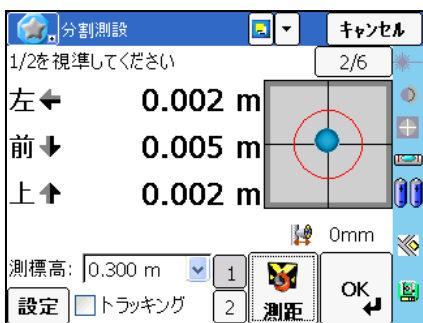 分割測設
キャンセル
1/2を視準してください
2/6
左← 0.002 m
前↓ 0.005 m
上↑ 0.002 m
0mm
測標高: 0.300 m
1
測距
OK
設定
トラッキング
2